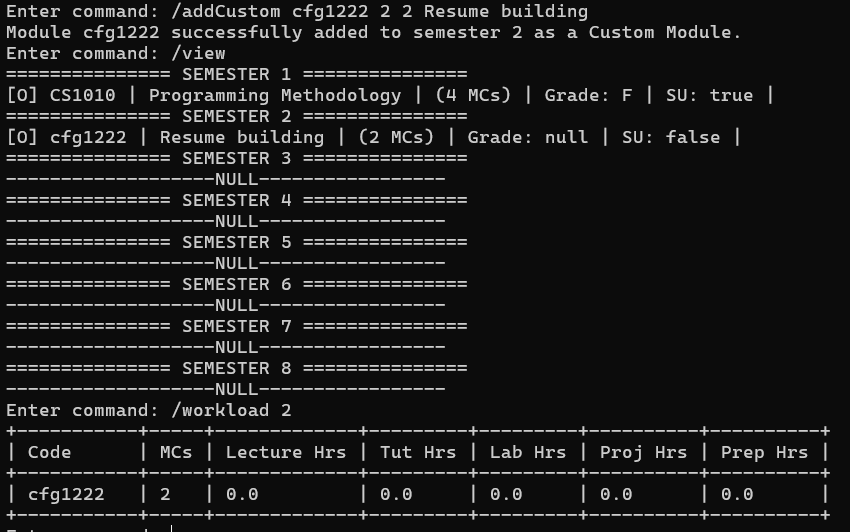 Enter command: /addCustom cfg1222 2 2 Resume building
Module cfg1222 successfully added to semester 2 as a Custom Module.
Enter command: /view
=============== SEMESTER 1 ===============
[O] CS1010 | Programming Methodology | (4 MCs) | Grade: F | SU: true |
=============== SEMESTER 2 ===============
[O] cfg1222 | Resume building | (2 MCs) | Grade: null | SU: false |
=============== SEMESTER 3 ===============
-------------------NULL-----------------
=============== SEMESTER 4 ===============
-------------------NULL-----------------
=============== SEMESTER 5 ===============
-------------------NULL-----------------
=============== SEMESTER 6 ===============
-------------------NULL-----------------
=============== SEMESTER 7 ===============
-------------------NULL-----------------
=============== SEMESTER 8 ===============
-------------------NULL-----------------
Enter command: /workload 2
+-----------+-----+-------------+---------+---------+----------+----------+
| Code      | MCs | Lecture Hrs | Tut Hrs | Lab Hrs | Proj Hrs | Prep Hrs |
+-----------+-----+-------------+---------+---------+----------+----------+
| cfg1222   | 2   | 0.0         | 0.0     | 0.0     | 0.0      | 0.0      |
+-----------+-----+-------------+---------+---------+----------+----------+